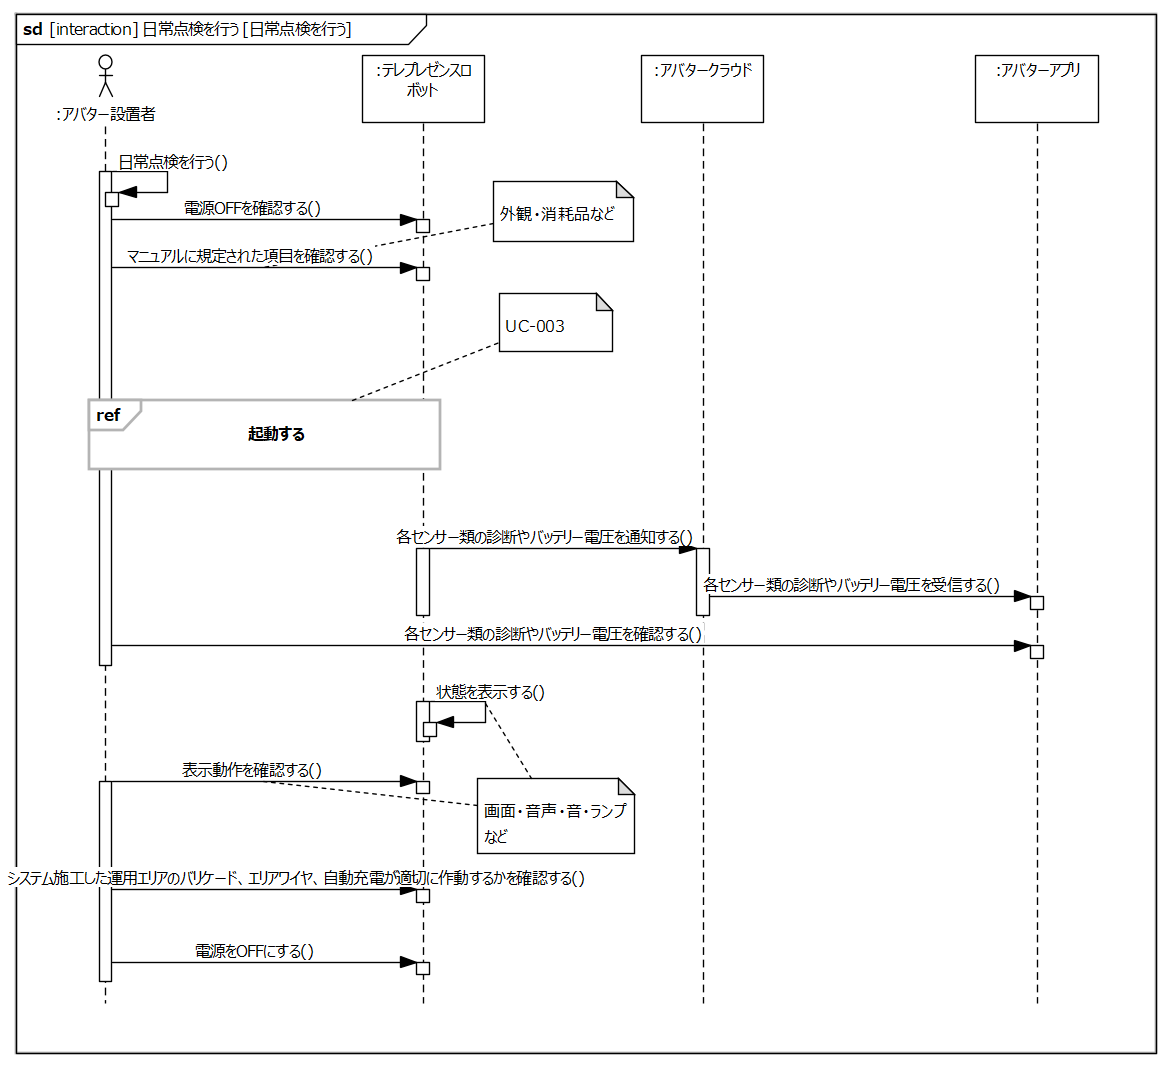 sd [interaction] 日常点検を行う [日常点検を行う]
:アバター設置者
:テレプレゼンスロ
ボット
:アバタークラウド
:アバターアプリ
日常点検を行う()
電源OFFを確認する()
外観・消耗品など
マニュアルに規定された項目を確認する()
UC-003
ref
起動する
各センサー類の診断やバッテリー電圧を通知する()
各センサー類の診断やバッテリー電圧を受信する()
各センサー類の診断やバッテリー電圧を確認する()
状態を表示する()
表示動作を確認する()
画面・音声・音・ランプ
など
システム施工した運用エリアのバリケード、エリアワイヤ、自動充電が適切に作動するかを確認する()
電源をOFFにする()